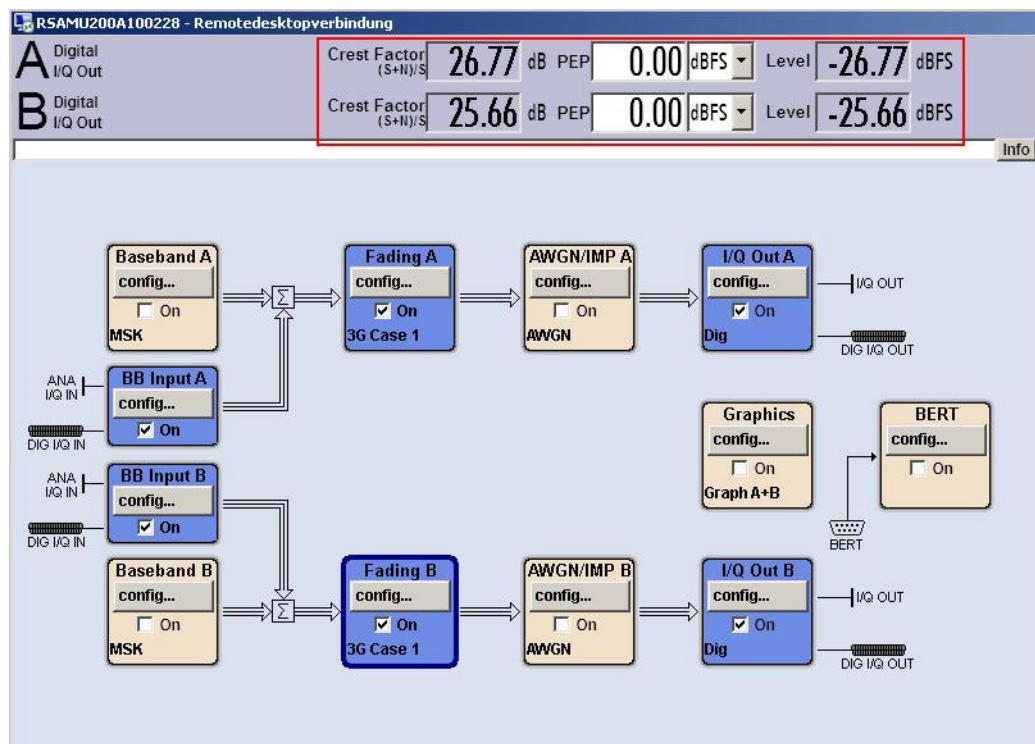 RSAMU200A100228 - Remotedesktopverbindung
A Digital I/Q Out
Crest Factor (S+N)/S 26.77 dB PEP 0.00 dBFS Level -26.77 dBFS
B Digital I/Q Out
Crest Factor (S+N)/S 25.66 dB PEP 0.00 dBFS Level -25.66 dBFS
Info
Baseband A
config...
On
MSK
Σ
Fading A
config...
On
3G Case 1
AWGN/IMP A
config...
On
AWGN
I/Q Out A
config...
On
Dig
I/Q OUT
DIG I/Q OUT
ANA I/Q IN
DIG I/Q IN
BB Input A
config...
On
Graphics
config...
On
Graph A+B
BERT
config...
On
BERT
ANA I/Q IN
DIG I/Q IN
BB Input B
config...
On
Baseband B
config...
On
MSK
Σ
Fading B
config...
On
3G Case 1
AWGN/IMP B
config...
On
AWGN
I/Q Out B
config...
On
Dig
I/Q OUT
DIG I/Q OUT